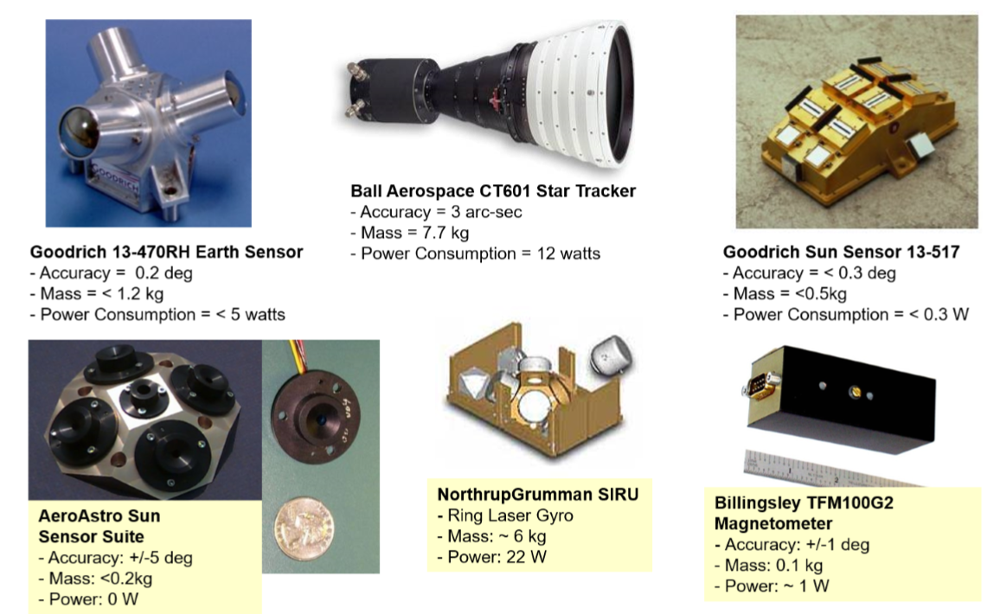 GOODRICH
Ball Aerospace CT601 Star Tracker
- Accuracy = 3 arc-sec
- Mass = 7.7 kg
- Power Consumption = 12 watts
Goodrich 13-470RH Earth Sensor
- Accuracy =  0.2 deg
- Mass = < 1.2 kg
- Power Consumption = < 5 watts
Goodrich Sun Sensor 13-517
- Accuracy = < 0.3 deg
- Mass = <0.5kg
- Power Consumption = < 0.3 W
AeroAstro Sun
Sensor Suite
- Accuracy: +/-5 deg
- Mass: <0.2kg
- Power: 0 W
NorthrupGrumman SIRU
- Ring Laser Gyro
- Mass: ~ 6 kg
- Power: 22 W
1
2
Billingsley TFM100G2
Magnetometer
- Accuracy: +/-1 deg
- Mass: 0.1 kg
- Power: ~ 1 W